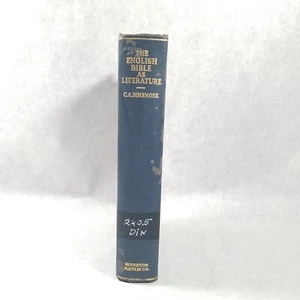 THE
ENGLISH
BIBLE
AS
LITERATURE
C.A.DINSMORE
220.5
DIN
HOUGHTON
MIFFLIN CO.